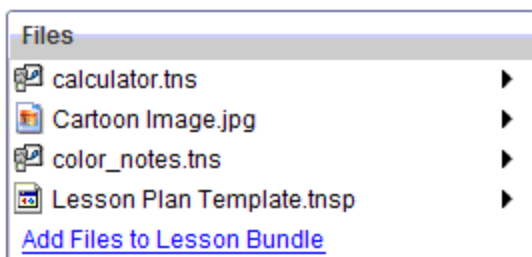 Files
calculator.tns
Cartoon Image.jpg
color_notes.tns
Lesson Plan Template.tnsp
Add Files to Lesson Bundle